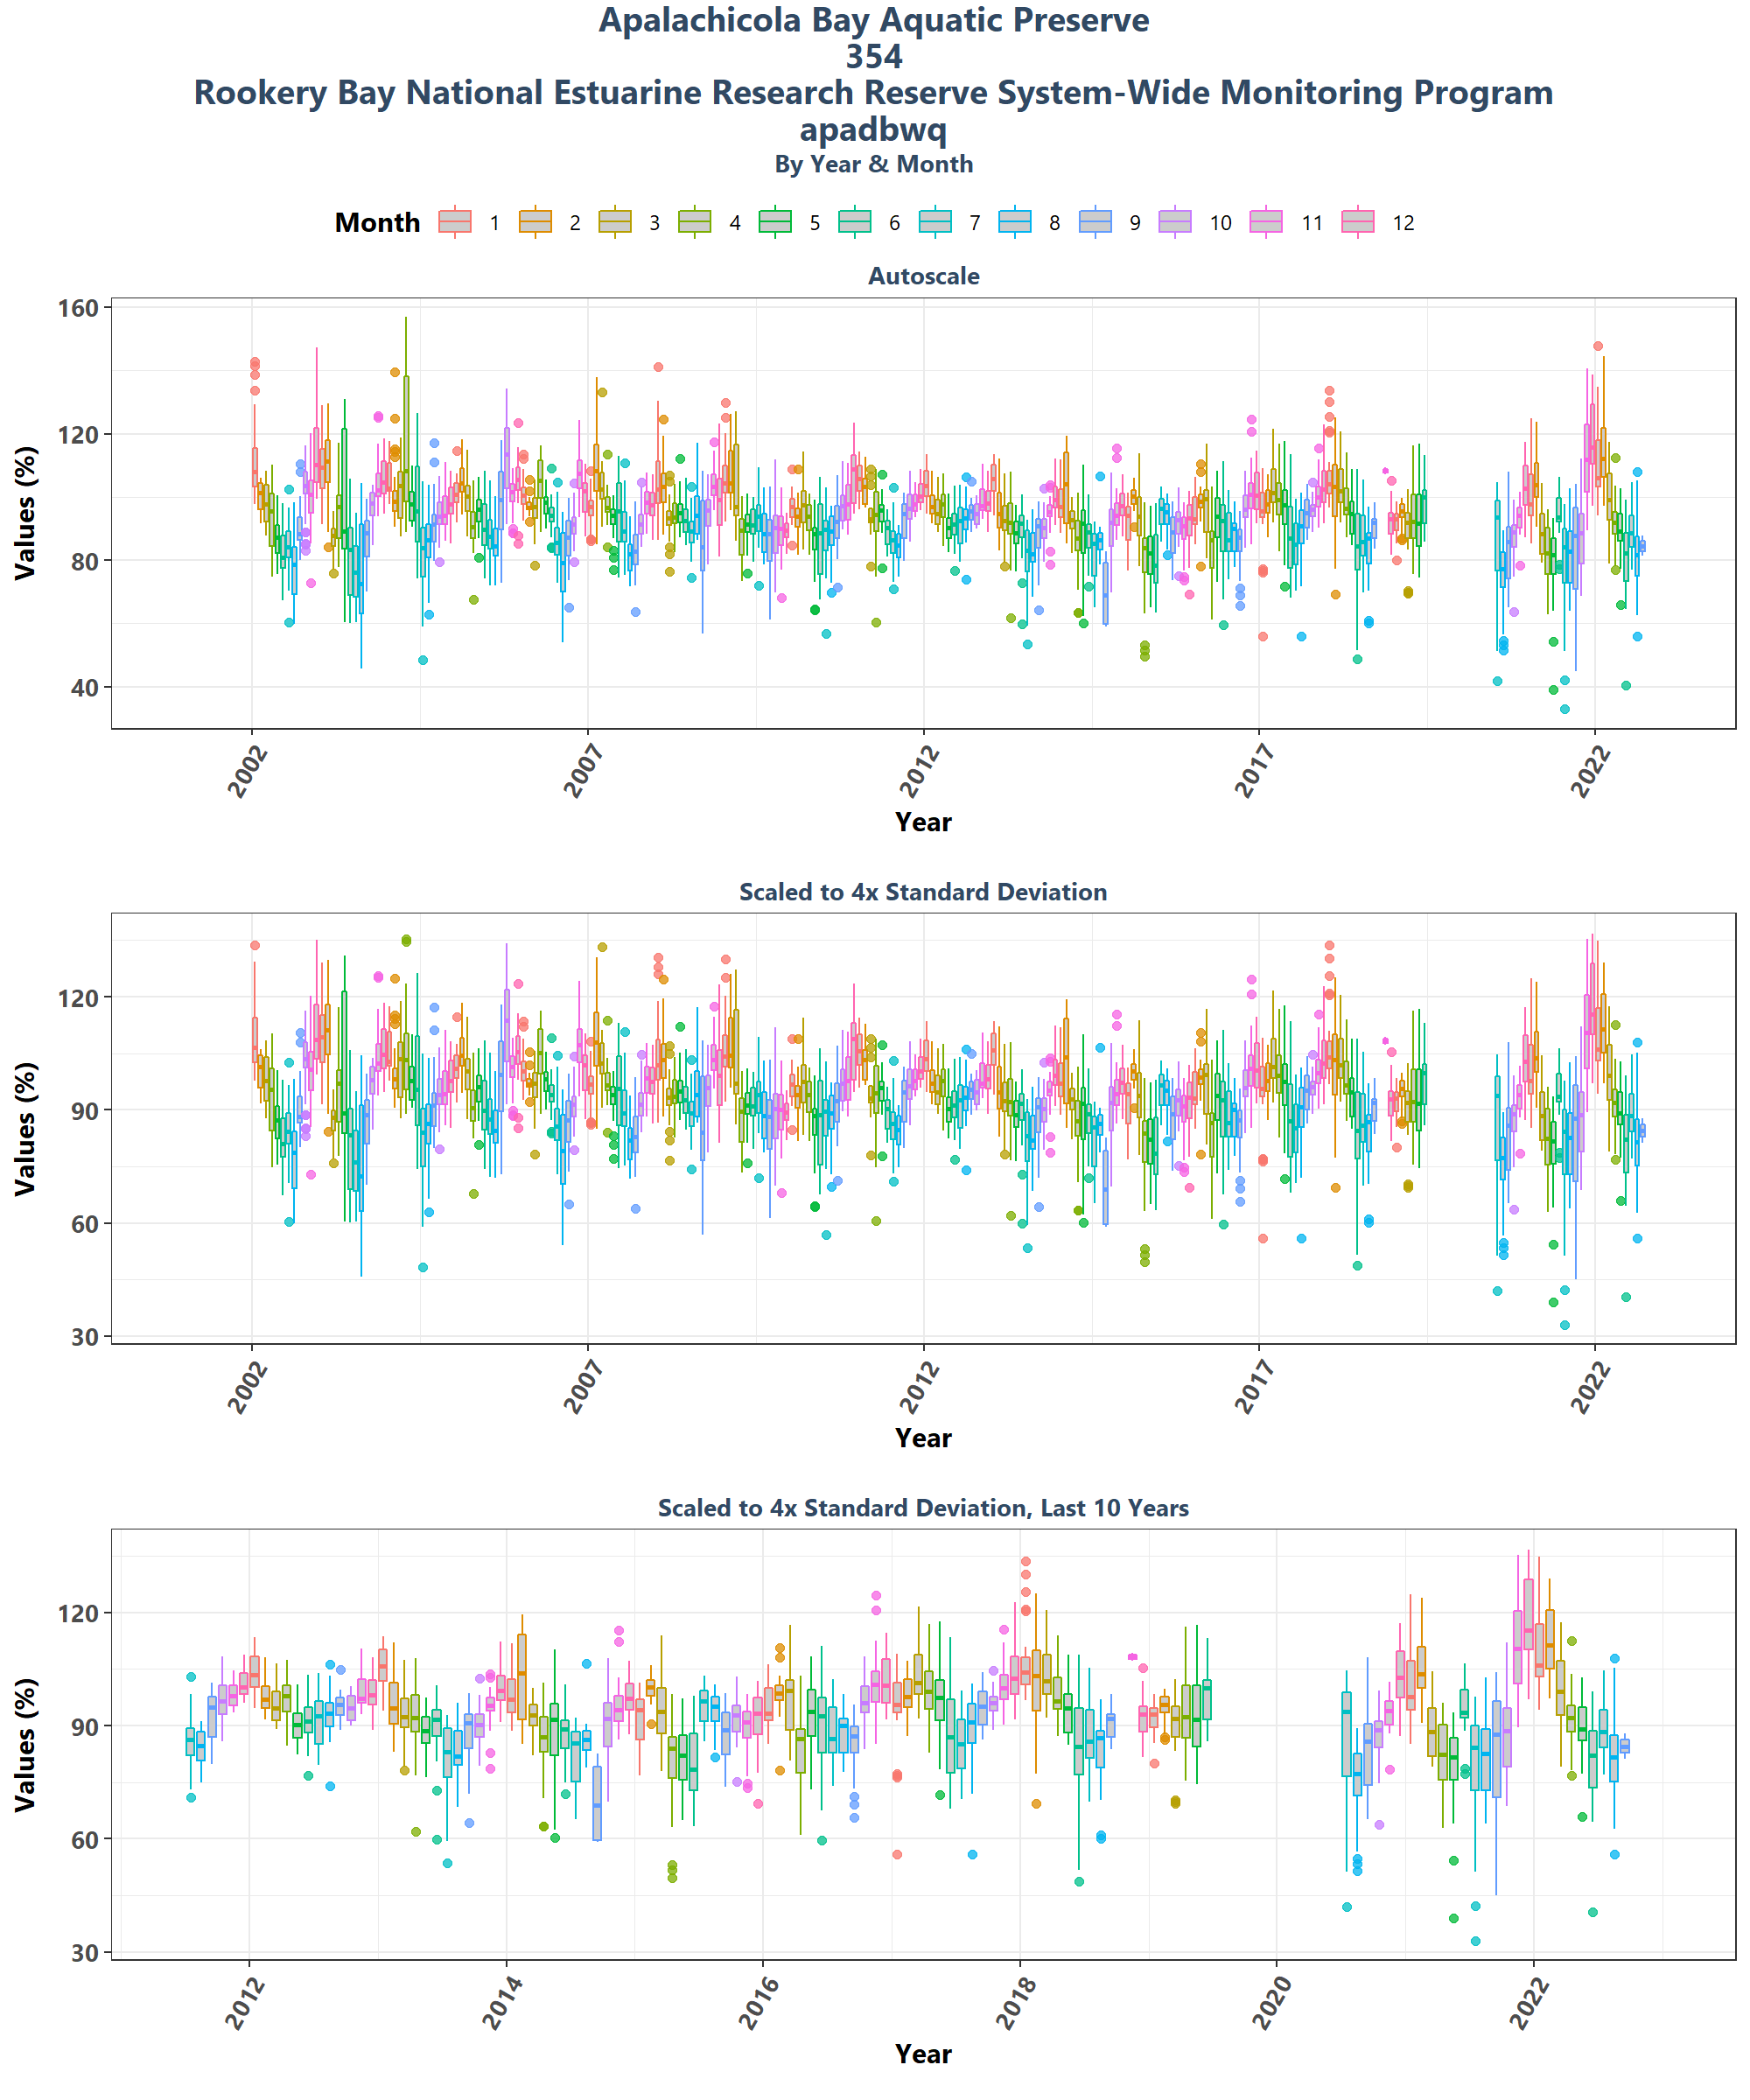 Apalachicola Bay Aquatic Preserve
354
Rookery Bay National Estuarine Research Reserve System-Wide Monitoring Program
apadbwq
By Year & Month
Month 1 2 3 4 5 6 7 8 9 10 11 12
Autoscale
Values (%)
160
120
80
40
2002 2007 2012 2017 2022
Year
Scaled to 4x Standard Deviation
Values (%)
120
90
60
30
2002 2007 2012 2017 2022
Year
Scaled to 4x Standard Deviation, Last 10 Years
Values (%)
120
90
60
30
2012 2014 2016 2018 2020 2022
Year